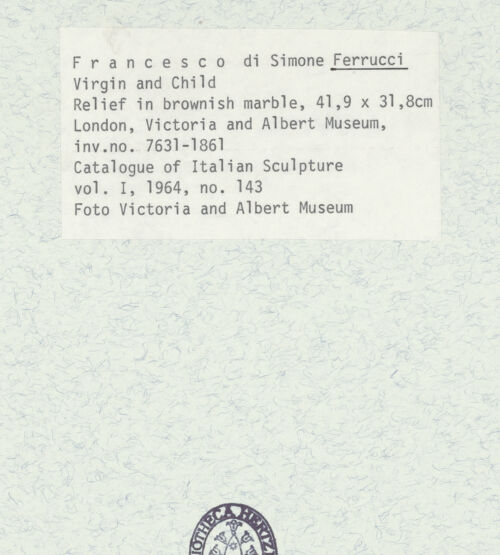 Francesco di Simone Ferrucci
Virgin and Child
Relief in brownish marble, 41,9 x 31,8cm
London, Victoria and Albert Museum,
inv.no. 7631-1861
Catalogue of Italian Sculpture
vol. I, 1964, no. 143
Foto Victoria and Albert Museum